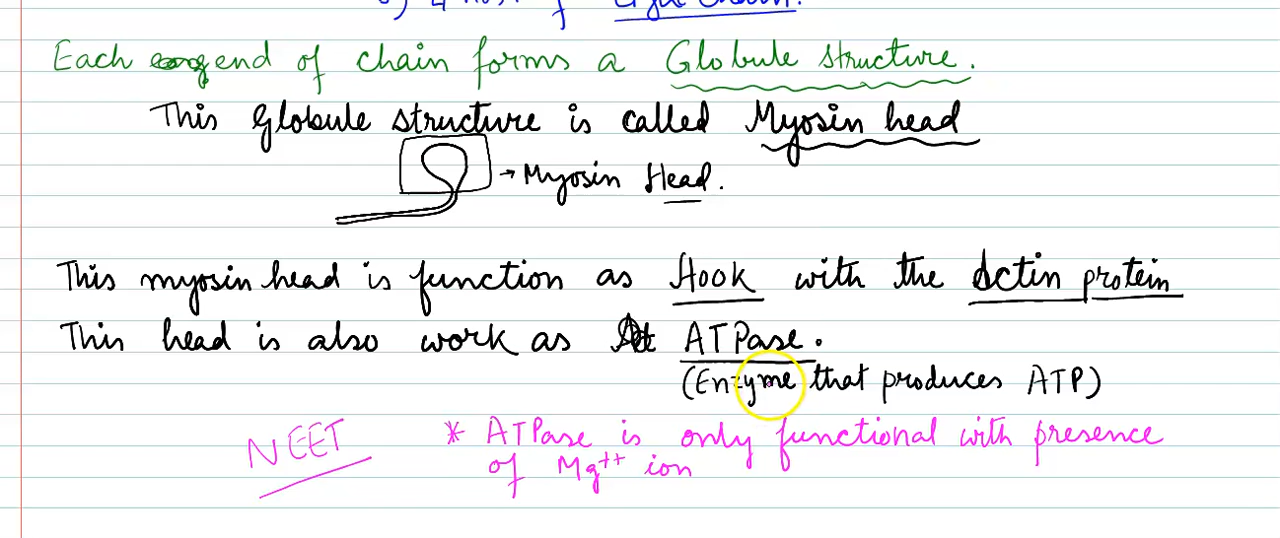 Light Chain.
Each end of chain forms a Globule structure.
This Globule structure is called Myosin head
→ Myosin Head.
This myosin head is function as Hook with the Actin protein
This head is also work as ATPase.
(Enzyme that produces ATP)
NEET * ATPase is only functional with presence
of Mg++ ion